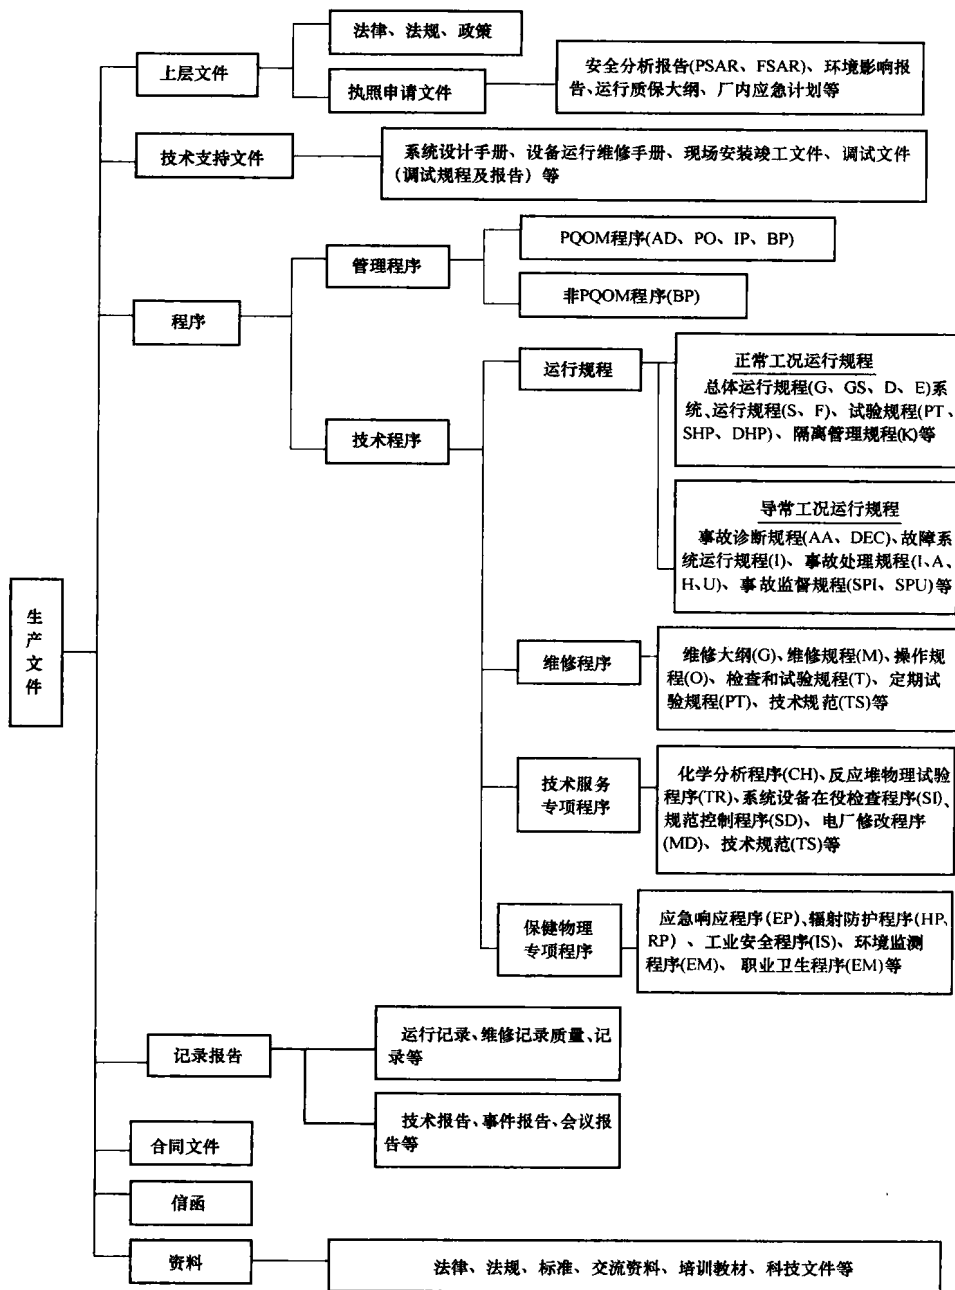 法律、法规、政策
上层文件
执照申请文件
安全分析报告(PSAR、FSAR)、环境影响报
告、运行质保大纲、厂内应急计划等
技术支持文件
系统设计手册、设备运行维修手册、现场安装竣工文件、调试文件
(调试规程及报告)等
PQOM程序(AD、PO、IP、BP)
管理程序
非PQOM程序(BP)
程序
运行规程
正常工况运行规程
总体运行规程(G、GS、D、E)系
统、运行规程(S、F)、试验规程(PT、
SHP、DHP)、隔离管理规程(K)等
技术程序
导常工况运行规程
事故诊断规程(AA、DEC)、故障系
统运行规程(I)、事故处理规程(I、A、
H、U)、事故监督规程(SPI、SPU)等
生
产
文
件
维修程序
维修大纲(G)、维修规程(M)、操作规
程(O)、检查和试验规程(T)、定期试
验规程(PT)、技术规范(TS)等
技术服务
专项程序
化学分析程序(CH)、反应堆物理试验
程序(TR)、系统设备在役检查程序(SI)、
规范控制程序(SD)、电厂修改程序
(MD)、技术规范(TS)等
保健物理
专项程序
应急响应程序(EP)、辐射防护程序(HP、
RP)、工业安全程序(IS)、环境监测
程序(EM)、职业卫生程序(EM)等
记录报告
运行记录、维修记录质量、记
录等
技术报告、事件报告、会议报
告等
合同文件
信函
资料
法律、法规、标准、交流资料、培训教材、科技文件等